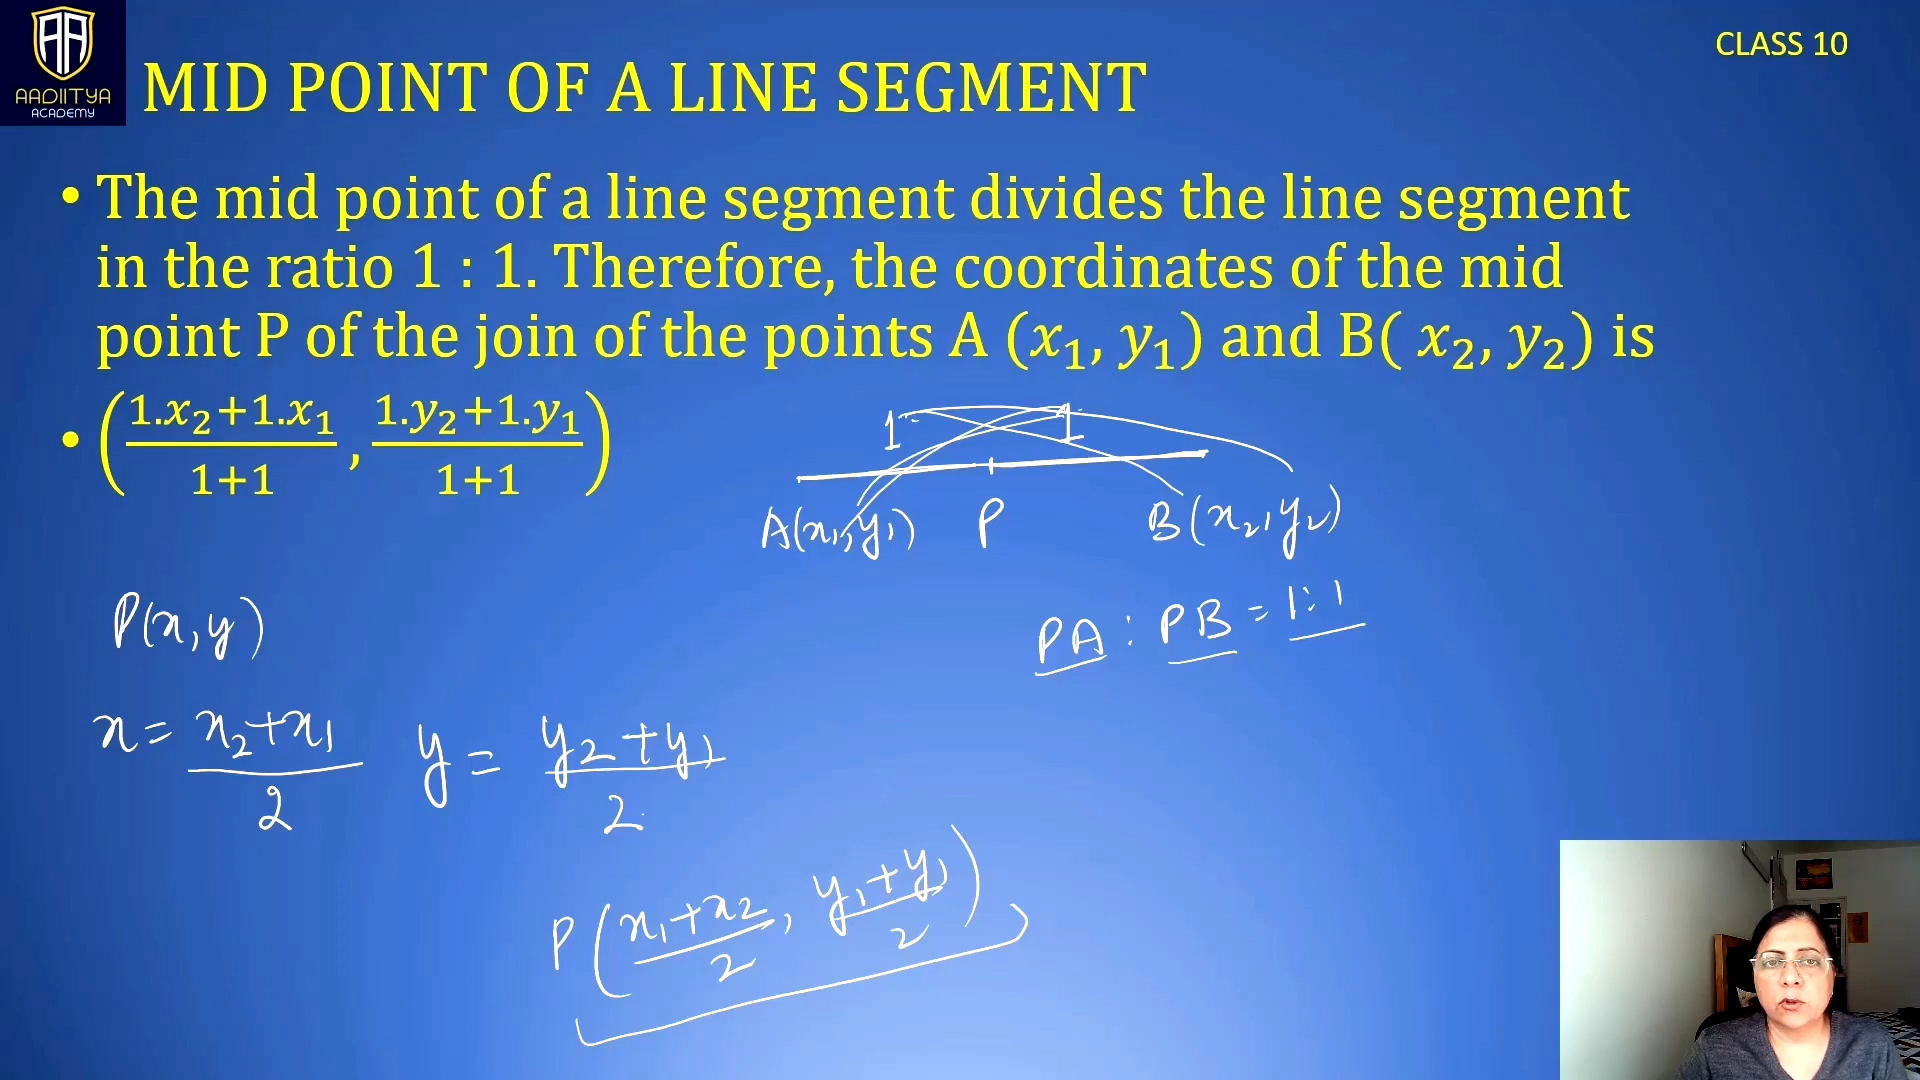 AADIITYA
ACADEMY
CLASS 10
MID POINT OF A LINE SEGMENT
• The mid point of a line segment divides the line segment
in the ratio 1 : 1. Therefore, the coordinates of the mid
point P of the join of the points A (x₁, y₁) and B( x₂, y₂) is
• ( (1.x₂+1.x₁)/(1+1) , (1.y₂+1.y₁)/(1+1) )
1 1
A(x₁,y₁) P B(x₂,y₂)
PA : PB = 1:1
P(x,y)
x = (x₂+x₁)/2 y = (y₂+y₁)/2
P( (x₁+x₂)/2 , (y₁+y₁)/2 )